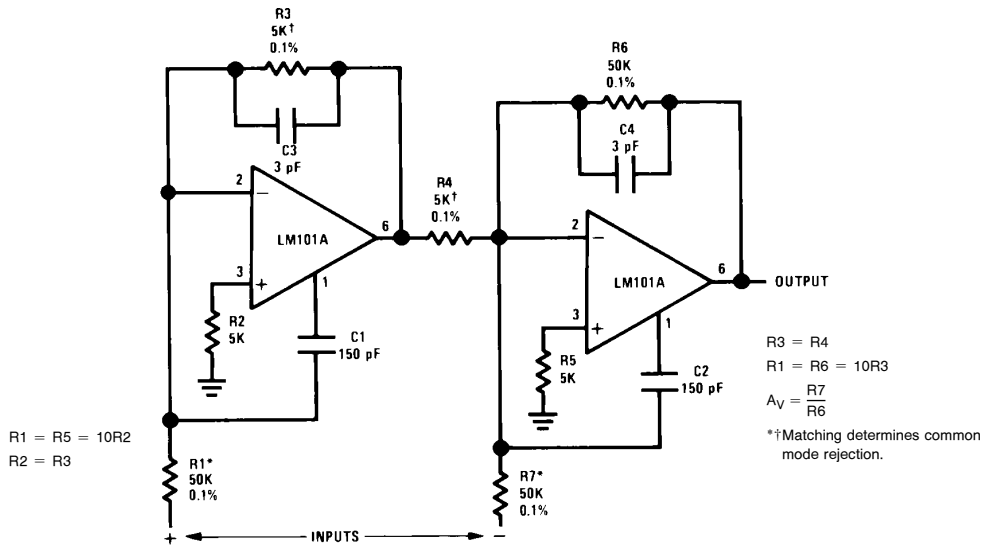 R3
5K†
0.1%
C3
3 pF
2
−
LM101A
6
3
+
1
R2
5K
C1
150 pF
R1 = R5 = 10R2
R2 = R3
R1*
50K
0.1%
+
INPUTS
−
R4
5K†
0.1%
R6
50K
0.1%
C4
3 pF
2
−
LM101A
6
OUTPUT
3
+
1
R5
5K
C2
150 pF
R7*
50K
0.1%
R3 = R4
R1 = R6 = 10R3
AV = R7
R6
*†Matching determines common
mode rejection.